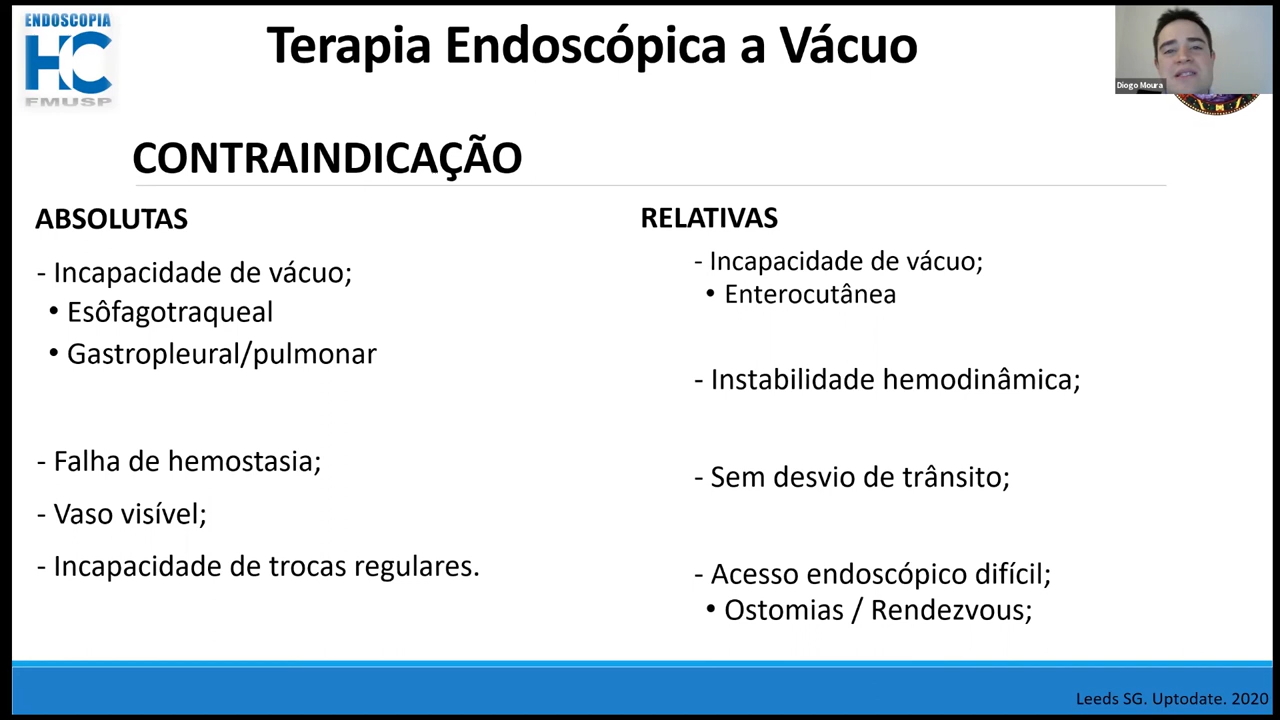 ENDOSCOPIA
HC
FMUSP
Terapia Endoscópica a Vácuo
Diogo Moura
CONTRAINDICAÇÃO
ABSOLUTAS
- Incapacidade de vácuo;
• Esôfagotraqueal
• Gastropleural/pulmonar
- Falha de hemostasia;
- Vaso visível;
- Incapacidade de trocas regulares.
RELATIVAS
- Incapacidade de vácuo;
• Enterocutânea
- Instabilidade hemodinâmica;
- Sem desvio de trânsito;
- Acesso endoscópico difícil;
• Ostomias / Rendezvous;
Leeds SG. Uptodate. 2020